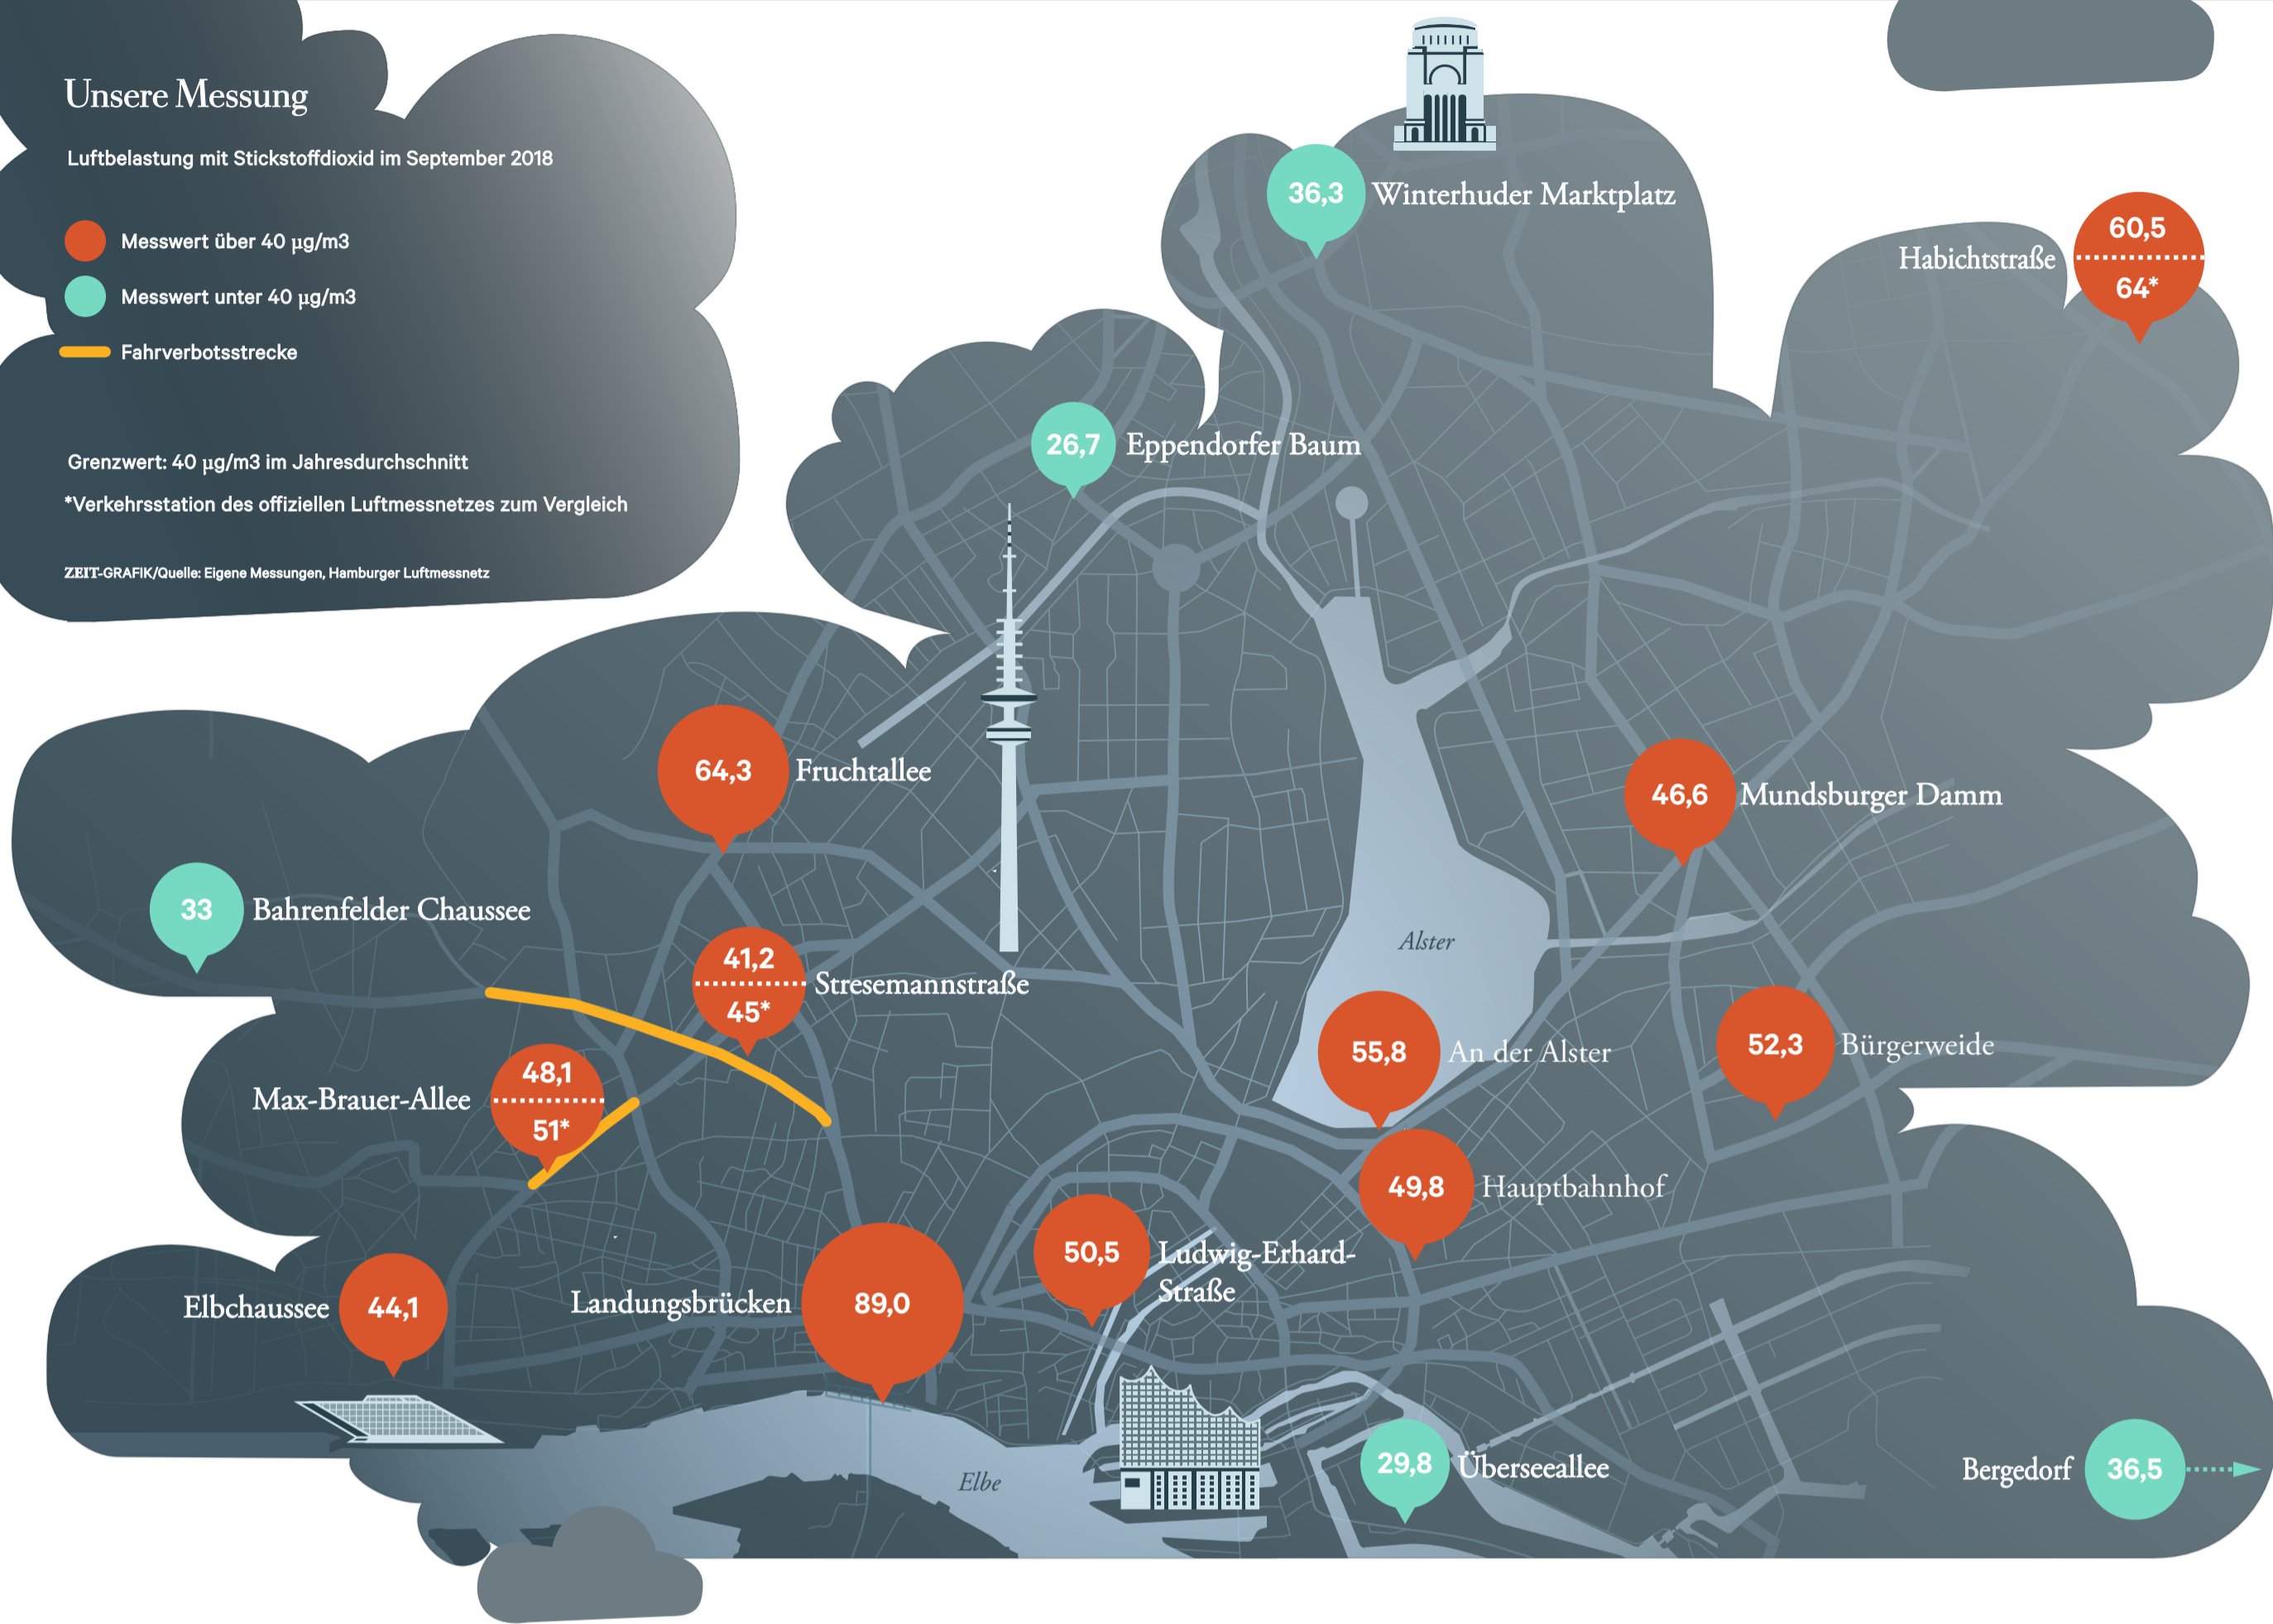 Unsere Messung
Luftbelastung mit Stickstoffdioxid im September 2018
Messwert über 40 µg/m3
Messwert unter 40 µg/m3
Fahrverbotsstrecke
Grenzwert: 40 µg/m3 im Jahresdurchschnitt
*Verkehrsstation des offiziellen Luftmessnetzes zum Vergleich
ZEIT-GRAFIK/Quelle: Eigene Messungen, Hamburger Luftmessnetz
36,3 Winterhuder Marktplatz
Habichtstraße
60,5
64*
26,7 Eppendorfer Baum
64,3 Fruchtallee
46,6 Mundsburger Damm
33 Bahrenfelder Chaussee
Alster
41,2
45*
Stresemannstraße
55,8 An der Alster
52,3 Bürgerweide
Max-Brauer-Allee
48,1
51*
49,8 Hauptbahnhof
50,5 Ludwig-Erhard-
Straße
Elbchaussee 44,1
Landungsbrücken 89,0
Elbe
29,8 Überseeallee
Bergedorf 36,5